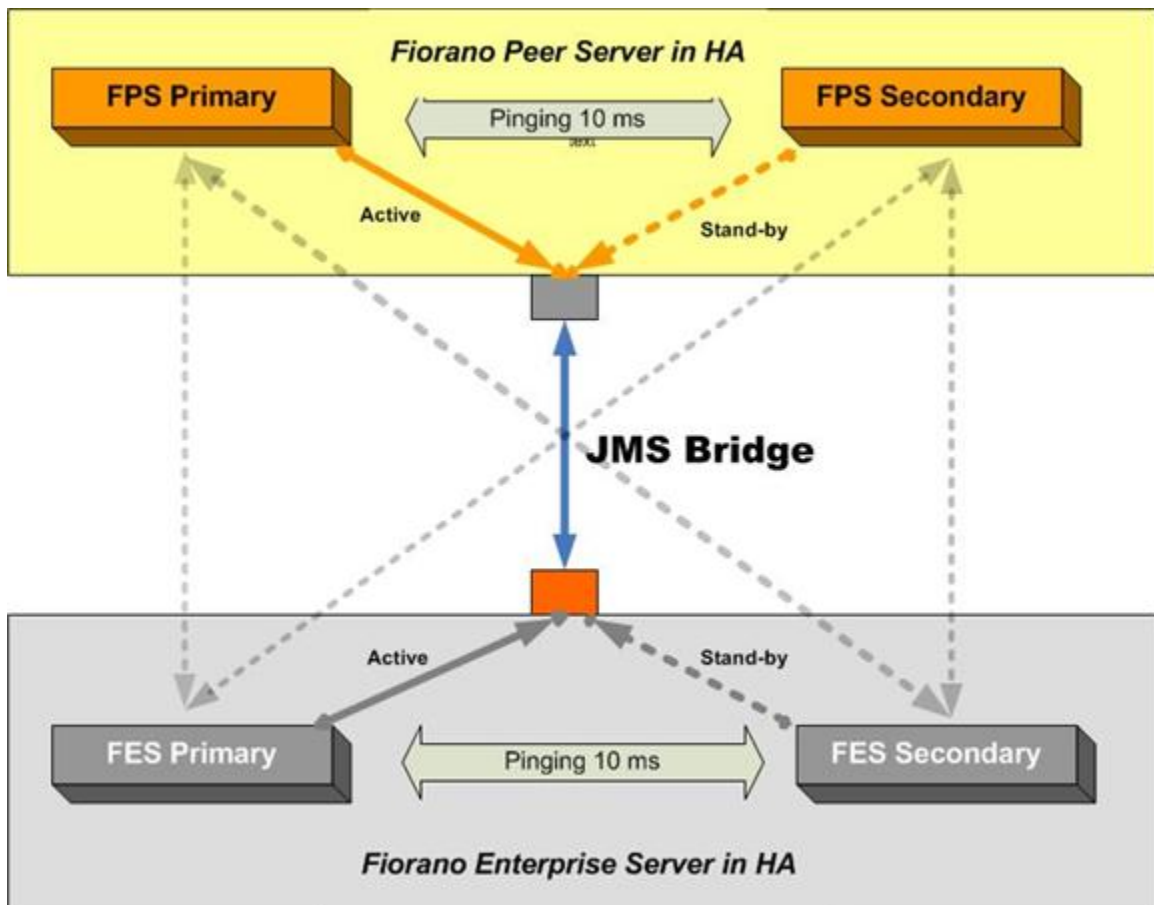 Fiorano Peer Server in HA
FPS Primary
FPS Secondary
Pinging 10 ms
text
Active
Stand-by
JMS Bridge
Active
Stand-by
FES Primary
FES Secondary
Pinging 10 ms
Fiorano Enterprise Server in HA